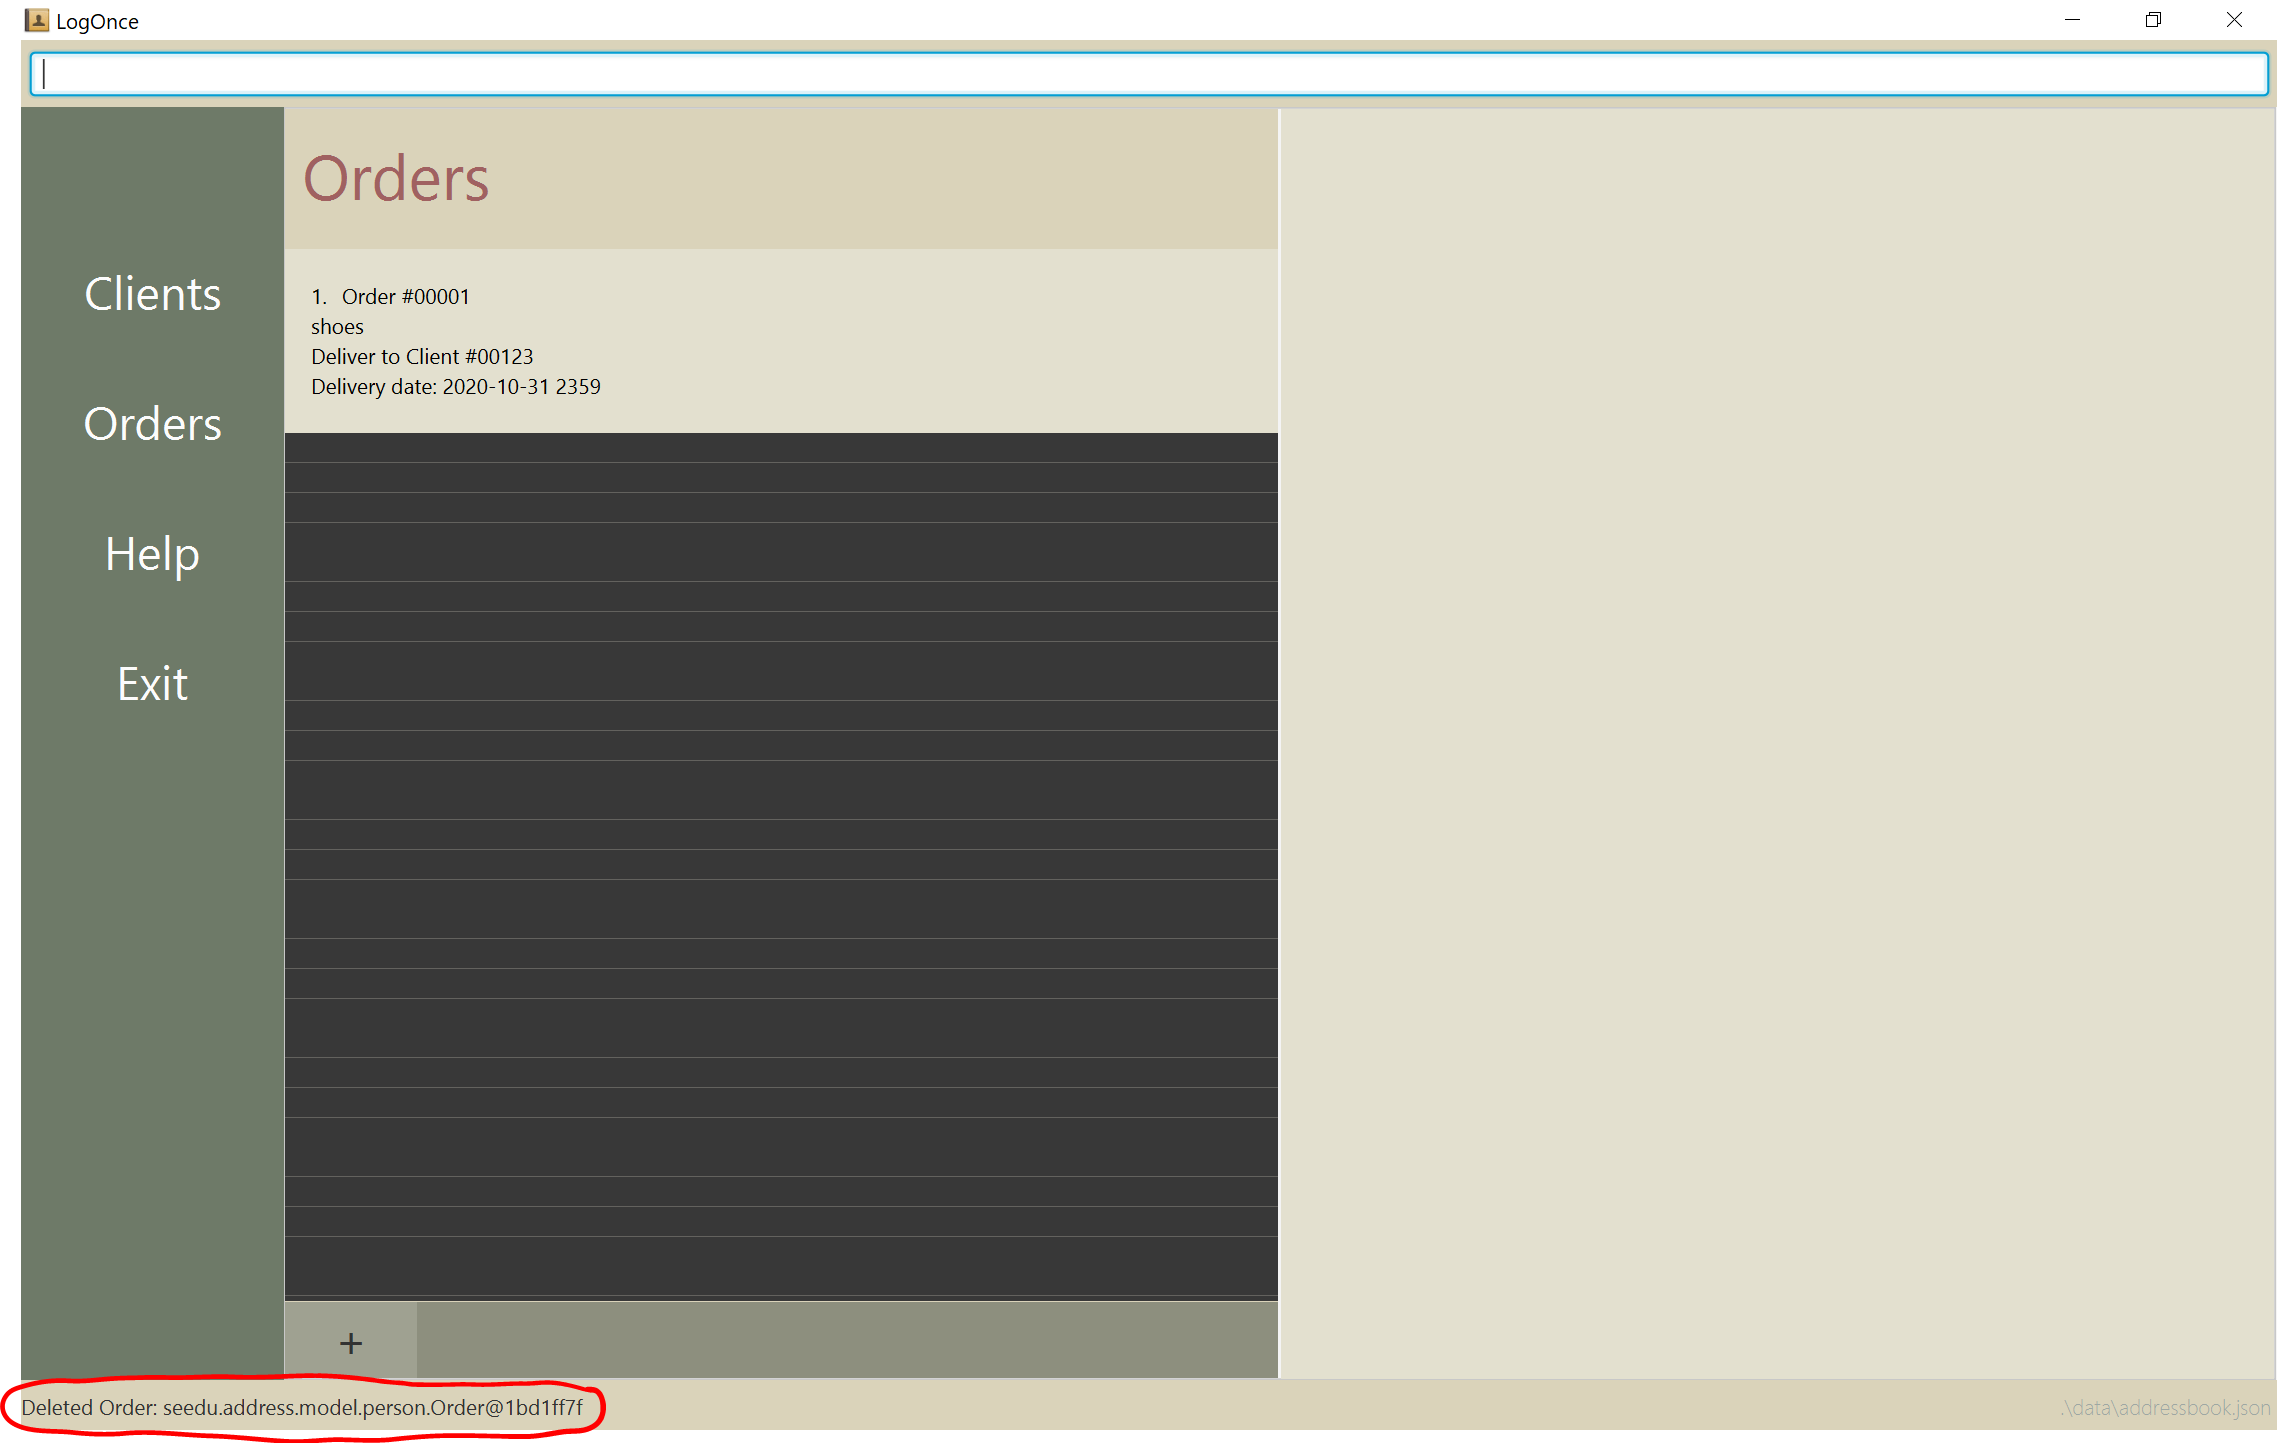 LogOnce
Clients
Orders
Help
Exit
Orders
1. Order #00001
shoes
Deliver to Client #00123
Delivery date: 2020-10-31 2359
+
Deleted Order: seedu.address.model.person.Order@1bd1ff7f
.\data\addressbook.json